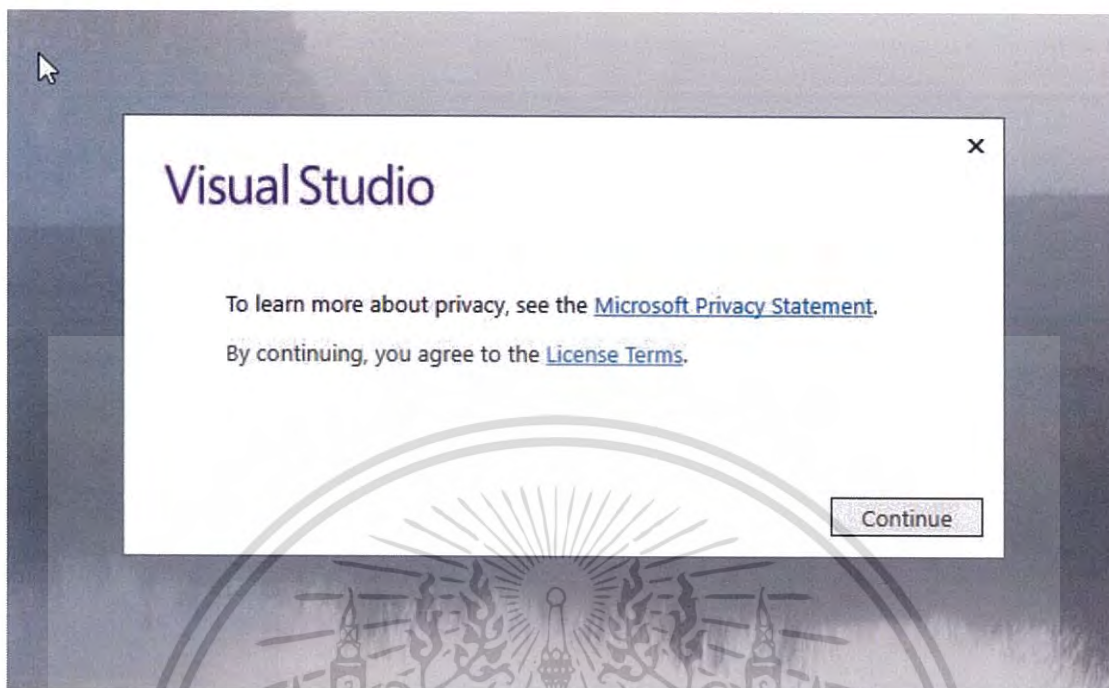 Visual Studio
To learn more about privacy, see the Microsoft Privacy Statement.
By continuing, you agree to the License Terms.
Continue